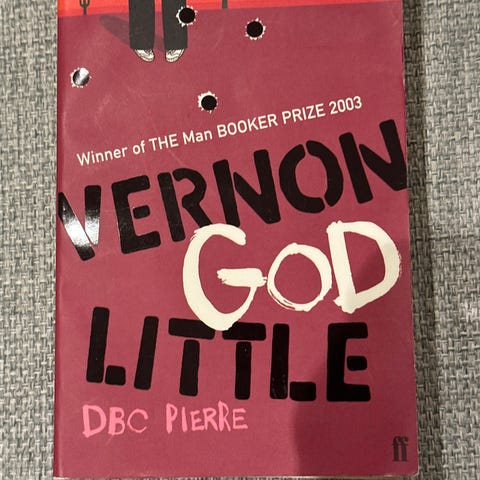 Winner of THE Man BOOKER PRIZE 2003
VERNON
GOD
LITTLE
DBC PIERRE
ff